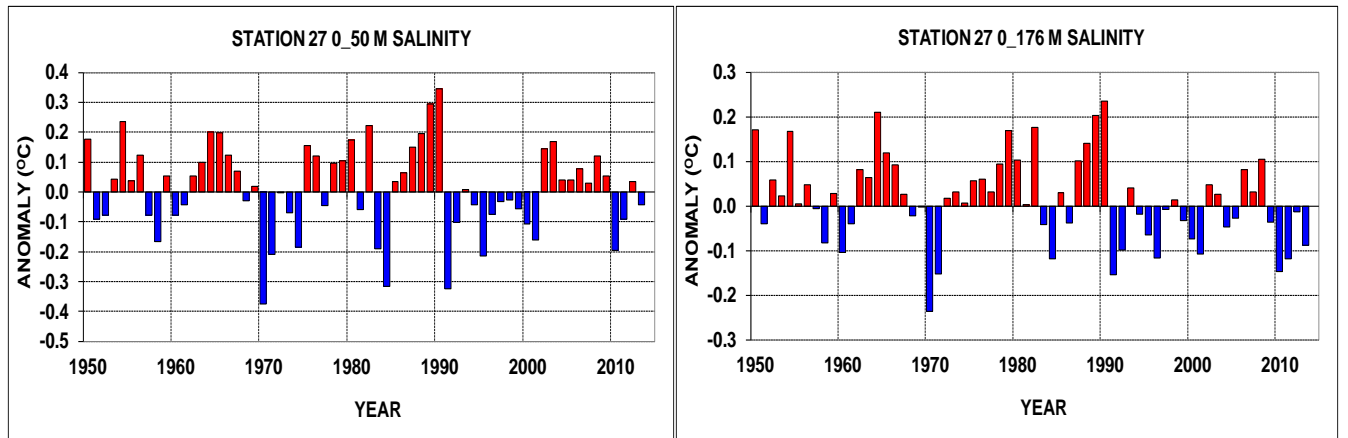 STATION 27 0_50 M SALINITY
0.4
0.3
0.2
0.1
0.0
-0.1
-0.2
-0.3
-0.4
-0.5
ANOMALY (ºC)
1950 1960 1970 1980 1990 2000 2010
YEAR
STATION 27 0_176 M SALINITY
0.3
0.2
0.1
0.0
-0.1
-0.2
-0.3
ANOMALY (ºC)
1950 1960 1970 1980 1990 2000 2010
YEAR